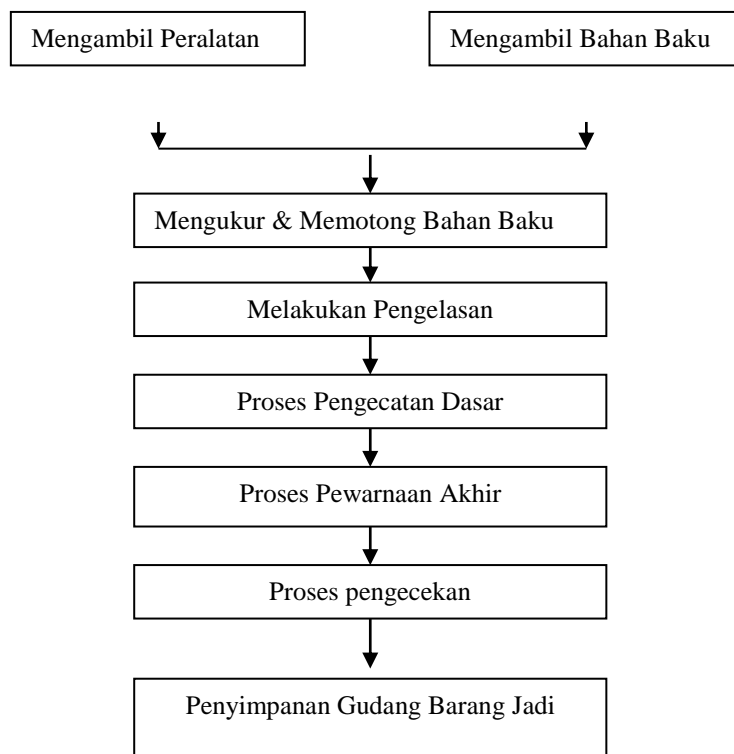 Mengambil Peralatan
Mengambil Bahan Baku
Mengukur & Memotong Bahan Baku
Melakukan Pengelasan
Proses Pengecatan Dasar
Proses Pewarnaan Akhir
Proses pengecekan
Penyimpanan Gudang Barang Jadi